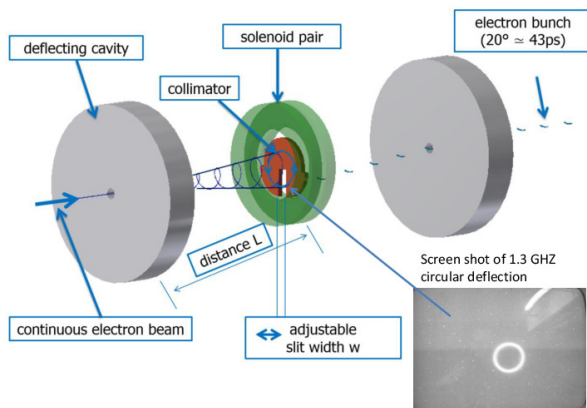 electron bunch
(20° ≃ 43ps)
solenoid pair
deflecting cavity
collimator
distance L
Screen shot of 1.3 GHZ
circular deflection
continuous electron beam
adjustable
slit width w